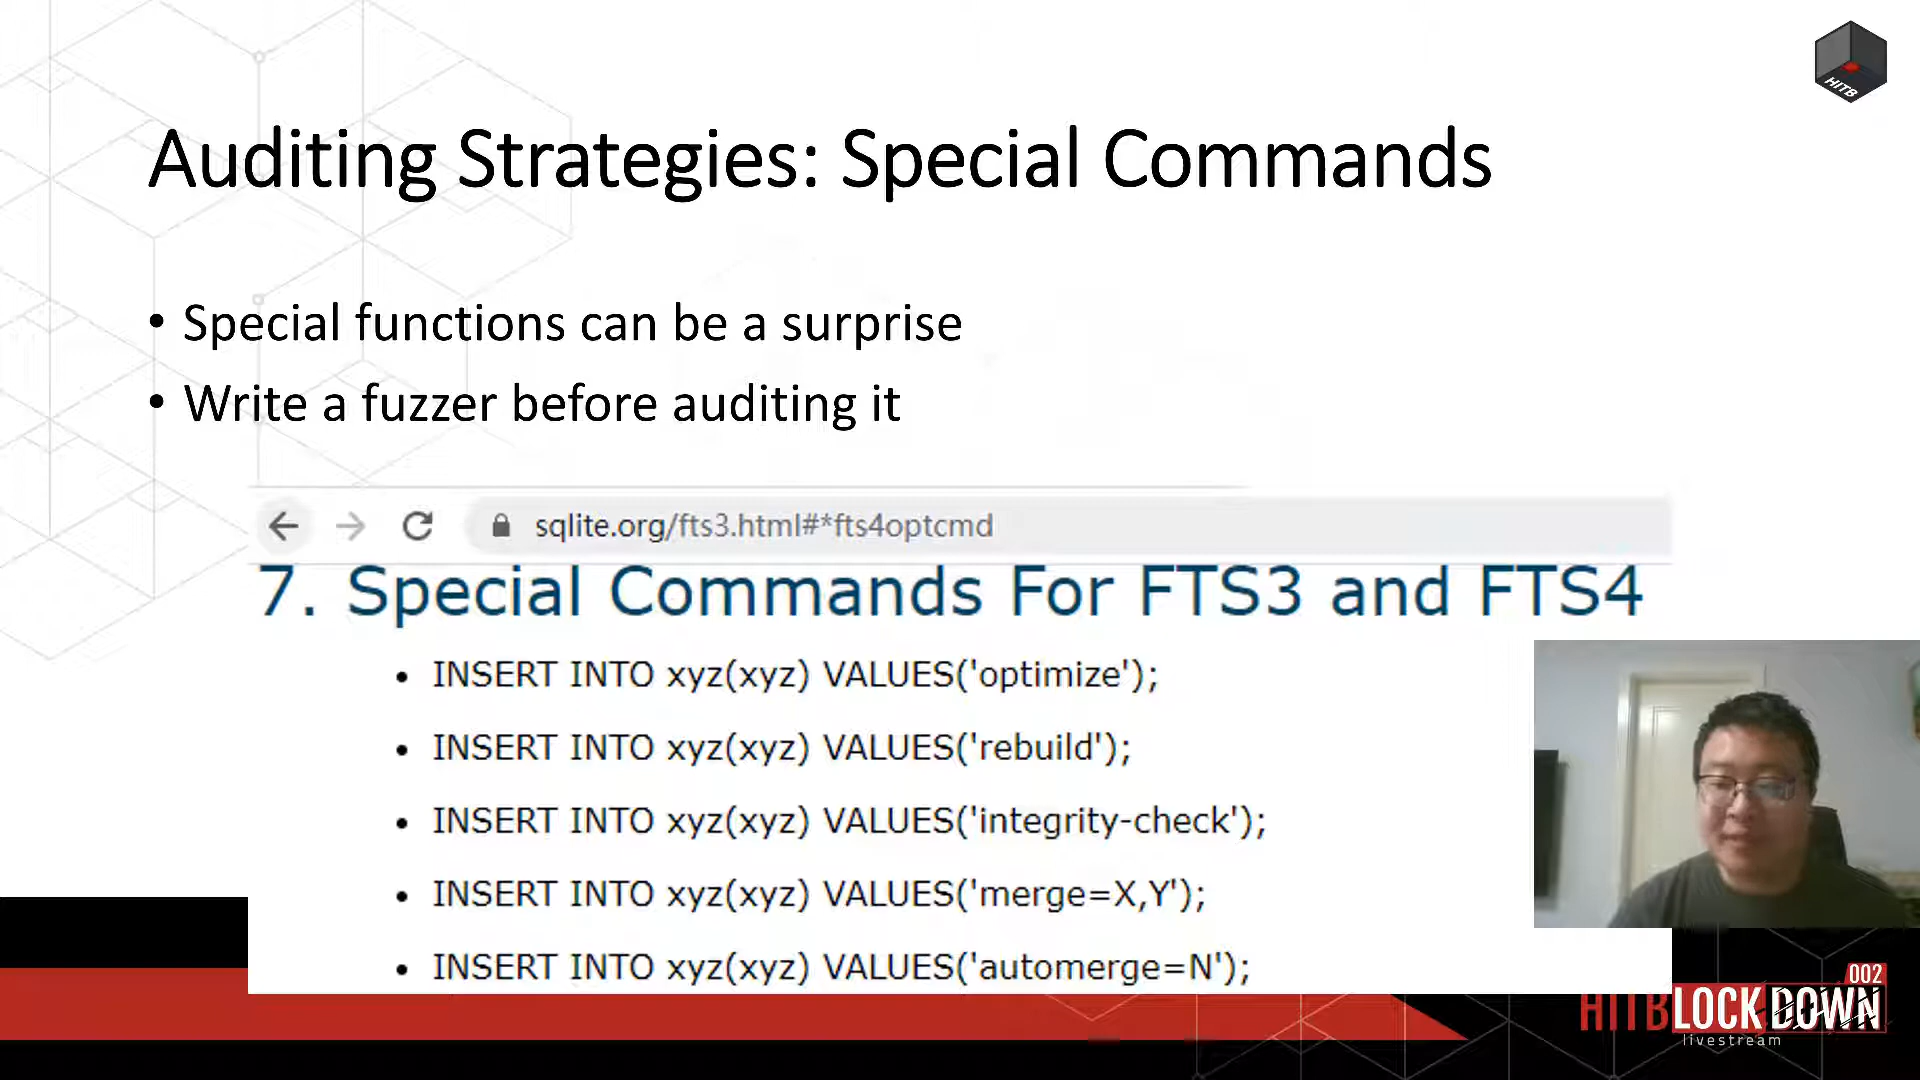 HITB
Auditing Strategies: Special Commands
• Special functions can be a surprise
• Write a fuzzer before auditing it
sqlite.org/fts3.html#*fts4optcmd
7. Special Commands For FTS3 and FTS4
• INSERT INTO xyz(xyz) VALUES('optimize');
• INSERT INTO xyz(xyz) VALUES('rebuild');
• INSERT INTO xyz(xyz) VALUES('integrity-check');
• INSERT INTO xyz(xyz) VALUES('merge=X,Y');
• INSERT INTO xyz(xyz) VALUES('automerge=N');
002
HITBLOCKDOWN
livestream